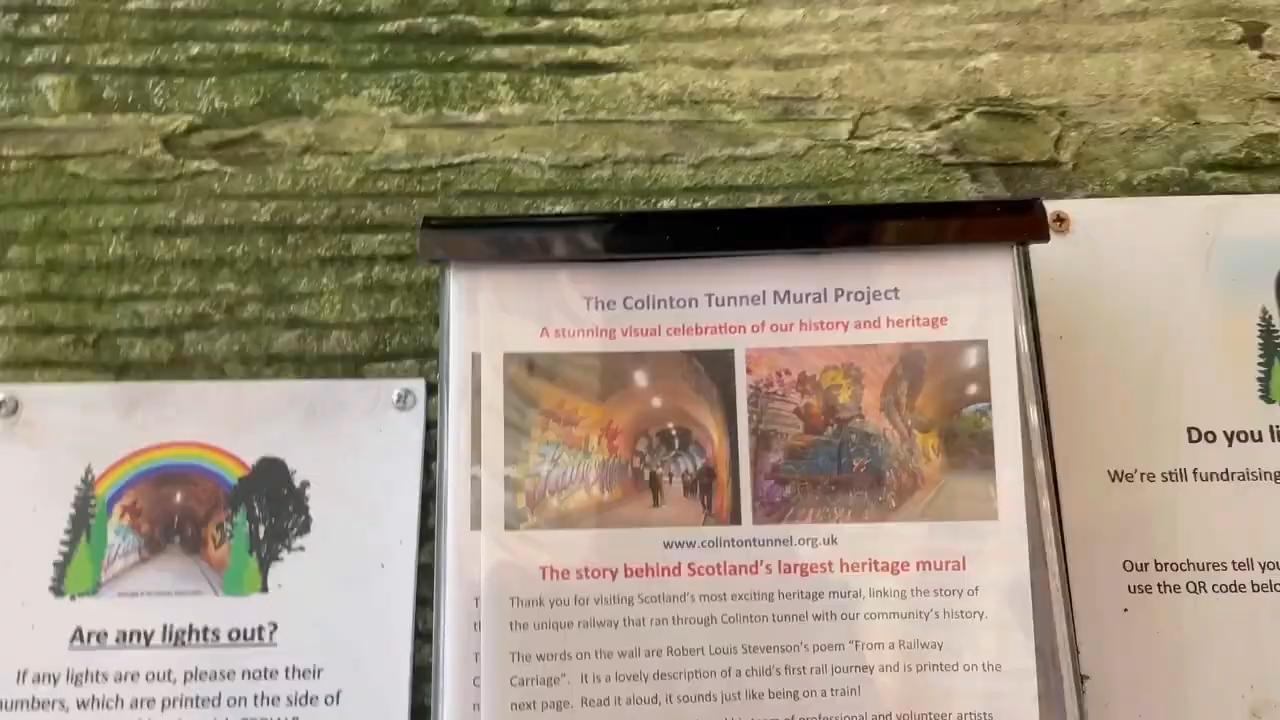 The Colinton Tunnel Mural Project
A stunning visual celebration of our history and heritage
www.colintontunnel.org.uk
The story behind Scotland's largest heritage mural
Thank you for visiting Scotland's most exciting heritage mural, linking the story of
the unique railway that ran through Colinton tunnel with our community's history.
The words on the wall are Robert Louis Stevenson's poem "From a Railway
Carriage". It is a lovely description of a child's first rail journey and is printed on the
next page. Read it aloud, it sounds just like being on a train!
of professional and volunteer artists
Are any lights out?
If any lights are out, please note their
numbers, which are printed on the side of
Do you li
We're still fundraising
Our brochures tell you
use the QR code belo